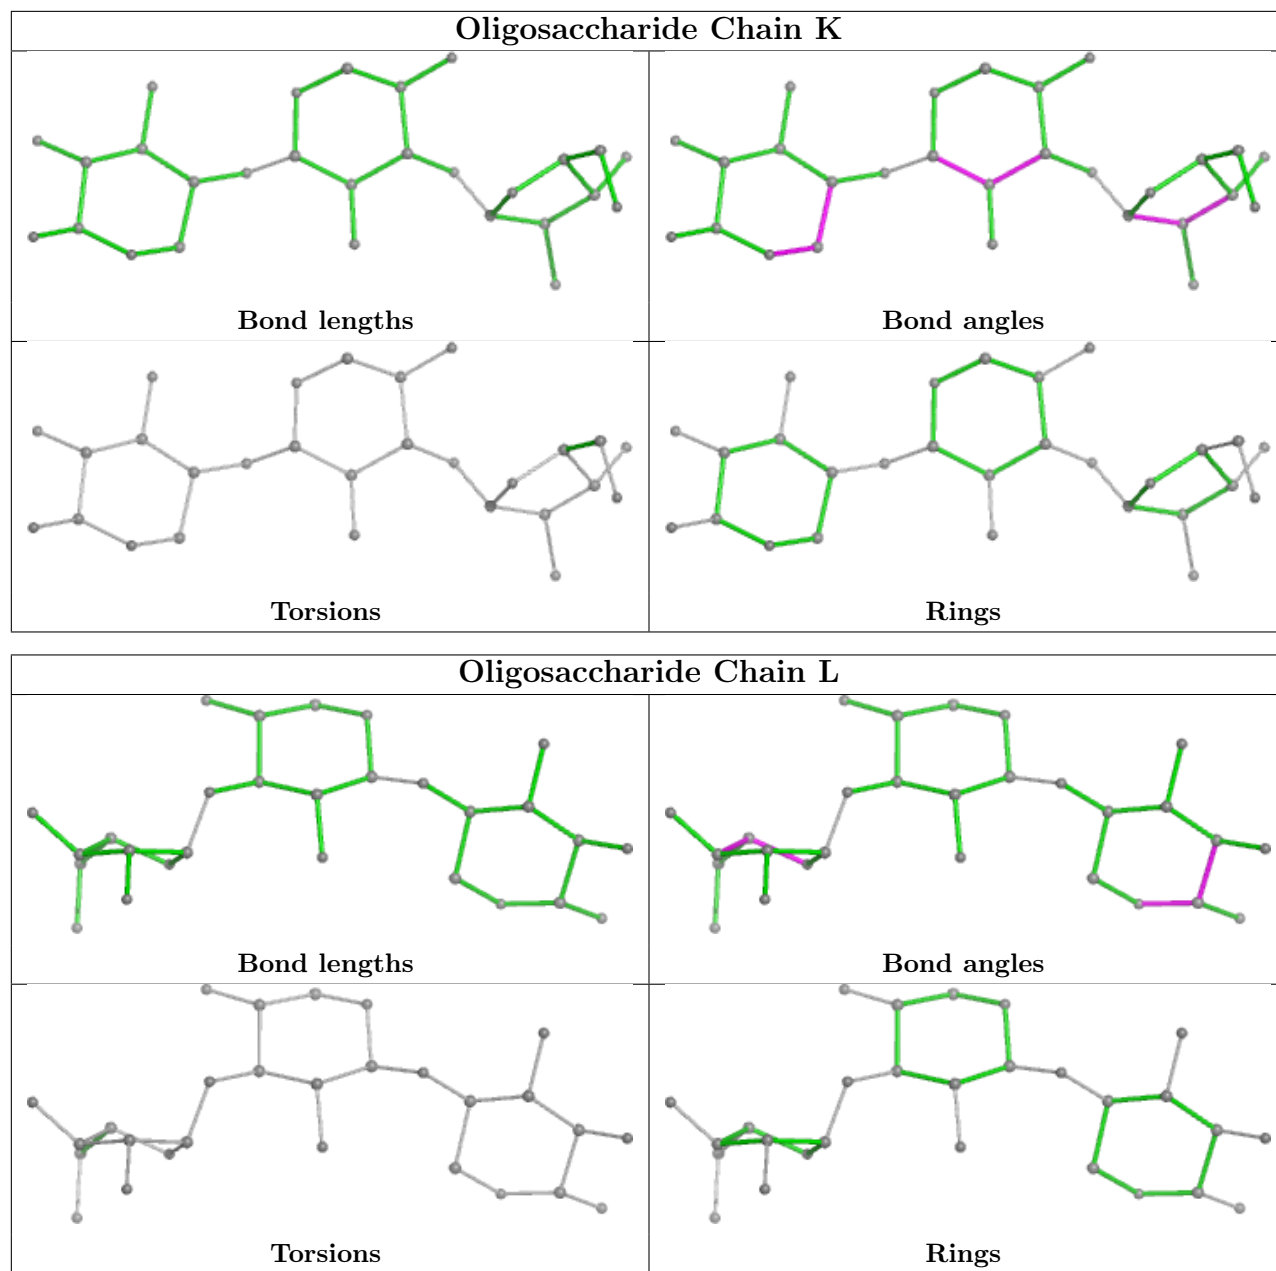 Oligosaccharide Chain K
Bond lengths
Bond angles
Torsions
Rings
Oligosaccharide Chain L
Bond lengths
Bond angles
Torsions
Rings